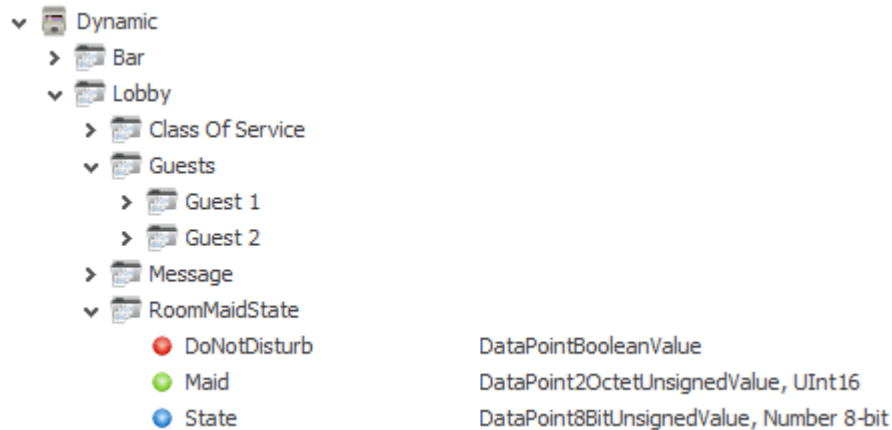 Dynamic
Bar
Lobby
Class Of Service
Guests
Guest 1
Guest 2
Message
RoomMaidState
DoNotDisturb DataPointBooleanValue
Maid DataPoint2OctetUnsignedValue, UInt16
State DataPoint8BitUnsignedValue, Number 8-bit